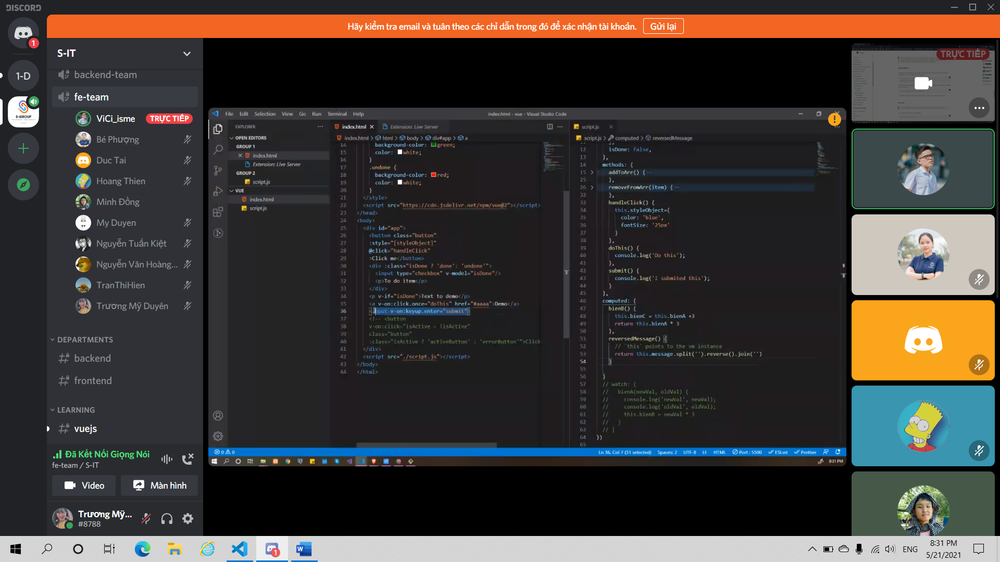 DISCORD
Hãy kiểm tra email và tuân theo các chỉ dẫn trong đó để xác nhận tài khoản.
Gửi lại
1
1-D
S-GROUP
S-IT
backend-team
fe-team
ViCi_isme
TRỰC TIẾP
Bé Phượng
Duc Tai
Hoang Thien
Minh Đồng
My Duyen
Nguyễn Tuấn Kiệt
Nguyễn Văn Hoàng...
TranThiHien
Trương Mỹ Duyên
DEPARTMENTS
backend
frontend
LEARNING
vuejs
Đã Kết Nối Giọng Nói
fe-team / S-IT
Video
Màn hình
Trương Mỹ...
#8788
File Edit Selection View Go Run Terminal Help
index.html - vue - Visual Studio Code
EXPLORER
OPEN EDITORS
GROUP 1
index.html
Extension: Live Server
GROUP 2
script.js
VUE
index.html
script.js
index.html
Extension: Live Server
index.html > html > body > div#app > a
14 background-color: green;
15 color: white;
16 }
17 .undone {
18 background-color: red;
19 color: white;
20 }
21 </style>
22 <script src="https://cdn.jsdelivr.net/npm/vue@2"></script>
23 </head>
24 <body>
25 <div id="app">
26 <button class="button"
27 :style="[styleObject]"
28 @click="handleClick"
29 >Click me</button>
30 <div :class="isDone ? 'done': 'undone'">
31 <input type="checkbox" v-model="isDone"/>
32 <p>To do item</p>
33 </div>
34 <p v-if="isDone">Text to demo</p>
35 <a v-on:click.once="doThis" href="#aaaa">Demo</a>
36 <input v-on:keyup.enter="submit">
37 <!-- <button
38 v-on:click="isActive = !isActive"
39 class="button"
40 :class="isActive ? 'activeButton' : 'errorButton'">Click
41 </div>
42 <script src="./script.js"></script>
43 </body>
44 </html>
script.js
script.js > computed > reversedMessage
12 isDone: false,
13 },
14 methods: {
15 addToArr() {
25 },
26 removeFromArr(item) {
32 },
33 handleClick() {
34 this.styleObject={
35 color: 'blue',
36 fontSize: '25px'
37 }
38 },
39 doThis() {
40 console.log('Do this');
41 },
42 submit() {
43 console.log('I submited this');
44 }
45 },
46 computed: {
47 bienB() {
48 this.bienC = this.bienA +3
49 return this.bienA * 3
50 },
51 reversedMessage() {
52 // `this` points to the vm instance
53 return this.message.split('').reverse().join('')
54 }
55
56 }
57 // watch: {
58 // bienA(newVal, oldVal) {
59 // console.log('newVal', newVal);
60 // console.log('oldVal', oldVal);
61 // this.bienB = newVal * 3
62 // }
63 // }
64 })
65
0 0
Ln 36, Col 7 (31 selected) Spaces: 2 UTF-8 LF HTML Port : 5500 ESLint Prettier
8:31 PM
TRỰC TIẾP
1
ENG
8:31 PM
5/21/2021